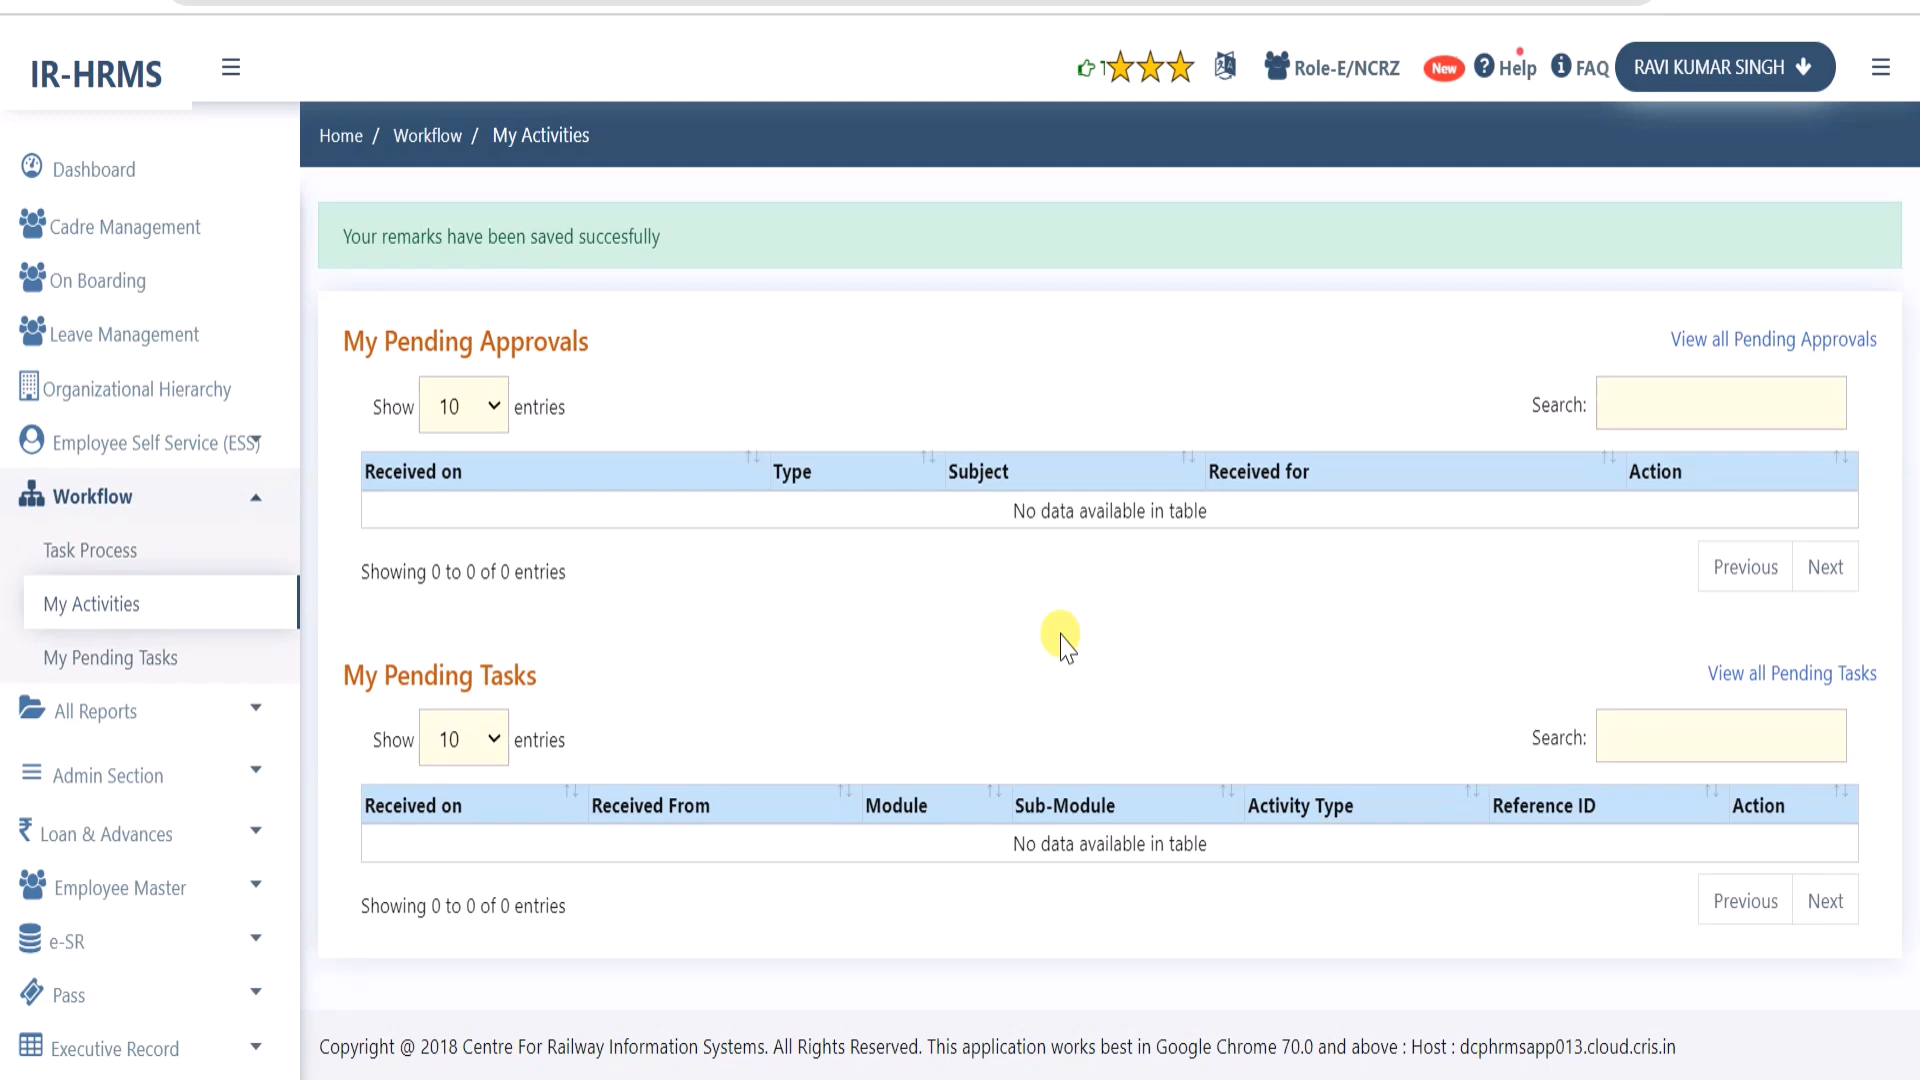 IR-HRMS
Role-E/NCRZ
New
Help
FAQ
RAVI KUMAR SINGH
Home / Workflow / My Activities
Dashboard
Cadre Management
On Boarding
Leave Management
Organizational Hierarchy
Employee Self Service (ESS)
Workflow
Task Process
My Activities
My Pending Tasks
All Reports
Admin Section
Loan & Advances
Employee Master
e-SR
Pass
Executive Record
Your remarks have been saved succesfully
My Pending Approvals
View all Pending Approvals
Show 10 entries
Search:
Received on Type Subject Received for Action
No data available in table
Showing 0 to 0 of 0 entries
Previous Next
My Pending Tasks
View all Pending Tasks
Show 10 entries
Search:
Received on Received From Module Sub-Module Activity Type Reference ID Action
No data available in table
Showing 0 to 0 of 0 entries
Previous Next
Copyright @ 2018 Centre For Railway Information Systems. All Rights Reserved. This application works best in Google Chrome 70.0 and above : Host : dcphrmsapp013.cloud.cris.in